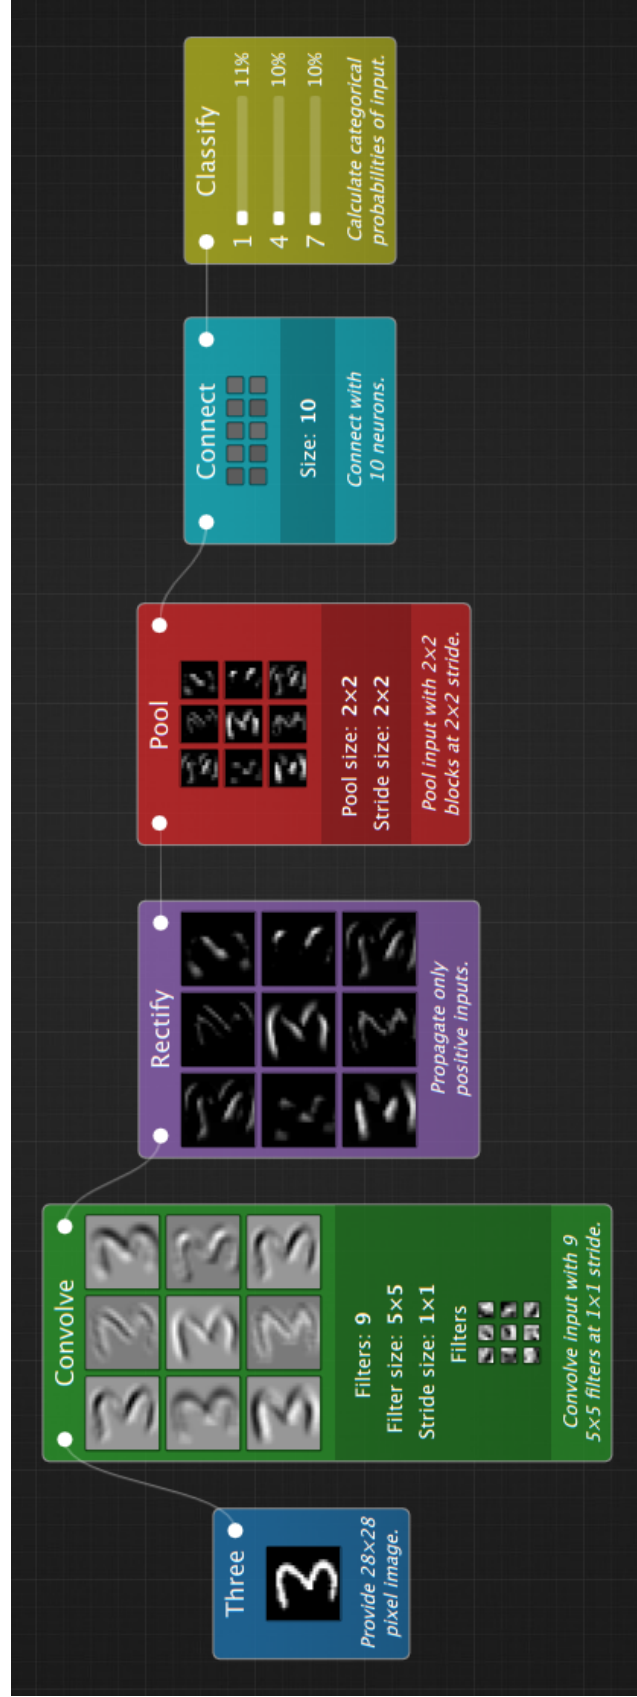 Three
3
Provide 28×28
pixel image.
Convolve
Filters: 9
Filter size: 5×5
Stride size: 1×1
Filters
Convolve input with 9
5×5 filters at 1×1 stride.
Rectify
Propagate only
positive inputs.
Pool
Pool size: 2×2
Stride size: 2×2
Pool input with 2×2
blocks at 2×2 stride.
Connect
Size: 10
Connect with
10 neurons.
Classify
1 11%
4 10%
7 10%
Calculate categorical
probabilities of input.